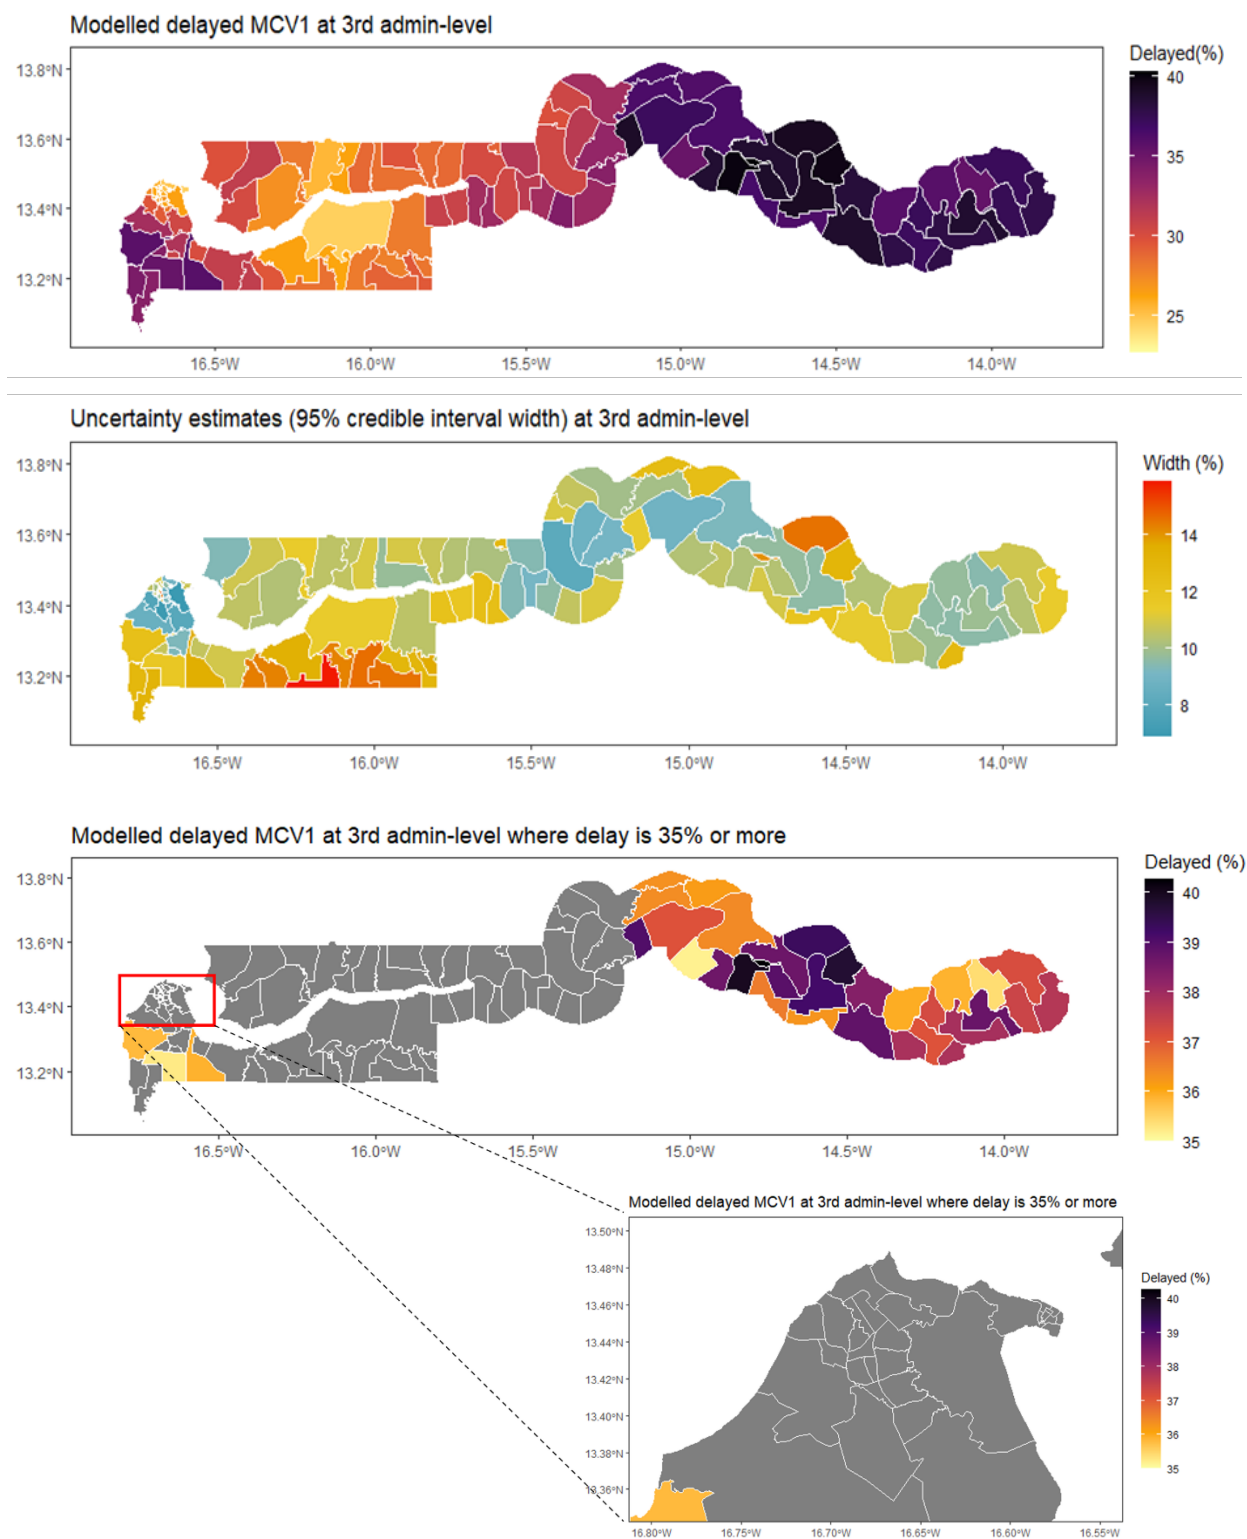 Modelled delayed MCV1 at 3rd admin-level
Delayed(%)
40
35
30
25
13.8°N
13.6°N
13.4°N
13.2°N
16.5°W 16.0°W 15.5°W 15.0°W 14.5°W 14.0°W
Uncertainty estimates (95% credible interval width) at 3rd admin-level
Width (%)
14
12
10
8
13.8°N
13.6°N
13.4°N
13.2°N
16.5°W 16.0°W 15.5°W 15.0°W 14.5°W 14.0°W
Modelled delayed MCV1 at 3rd admin-level where delay is 35% or more
Delayed (%)
40
39
38
37
36
35
13.8°N
13.6°N
13.4°N
13.2°N
16.5°W 16.0°W 15.5°W 15.0°W 14.5°W 14.0°W
Modelled delayed MCV1 at 3rd admin-level where delay is 35% or more
Delayed (%)
40
39
38
37
36
35
13.50°N
13.48°N
13.46°N
13.44°N
13.42°N
13.40°N
13.38°N
13.36°N
16.80°W 16.75°W 16.70°W 16.65°W 16.60°W 16.55°W